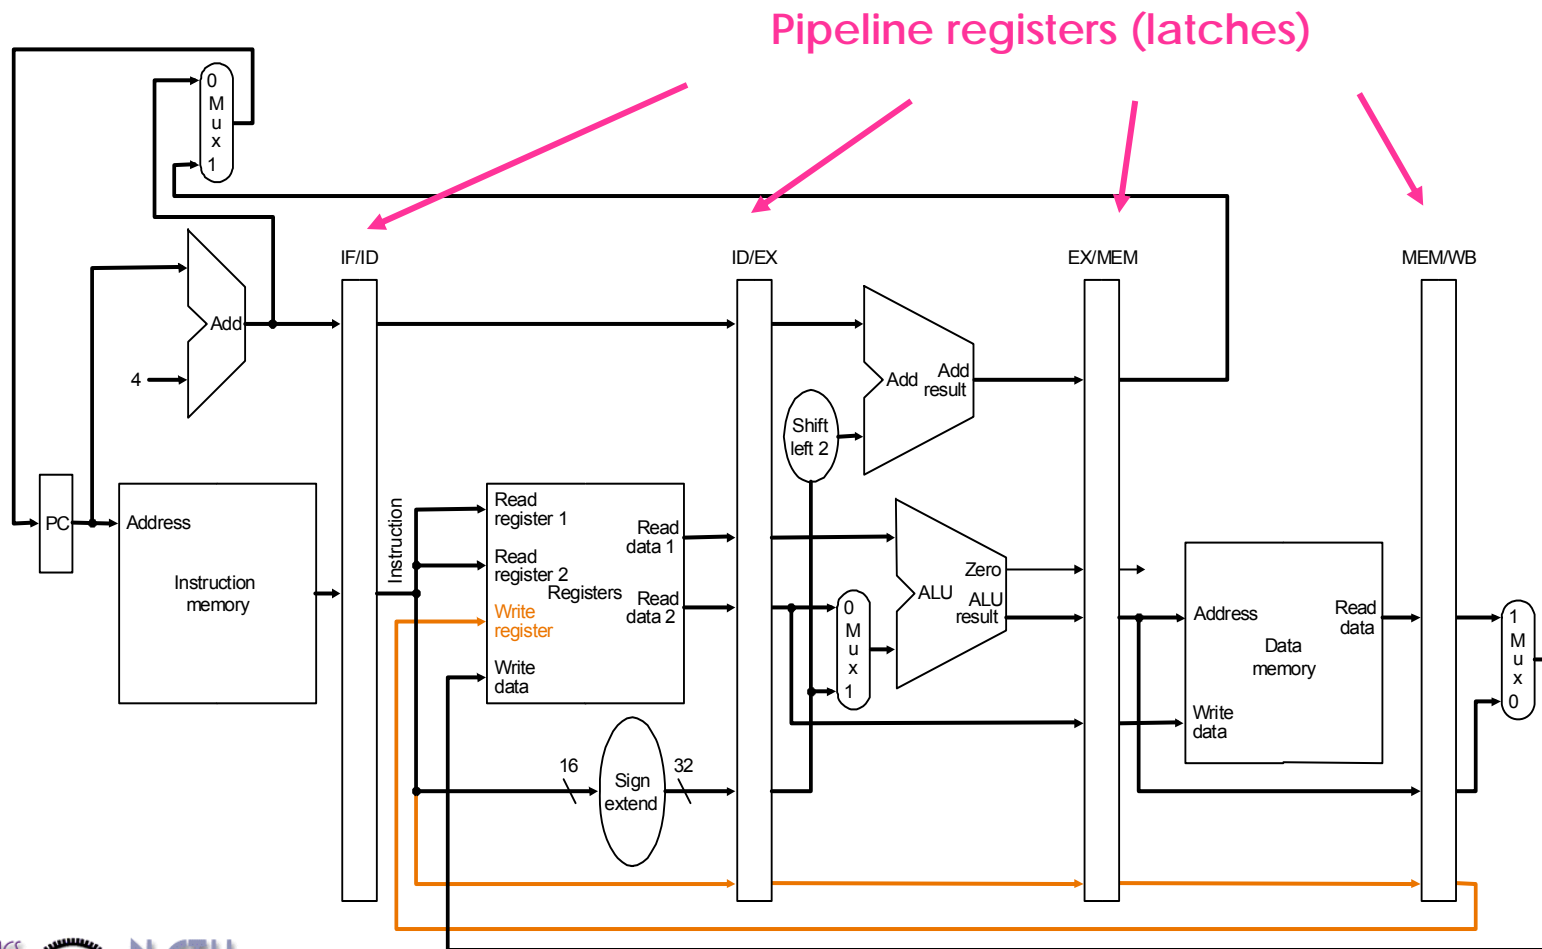 Pipeline registers (latches)
0
M
u
x
1
IF/ID
ID/EX
EX/MEM
MEM/WB
Add
4
Add
Add
result
Shift
left 2
PC
Address
Instruction
memory
Instruction
Read
register 1
Read
register 2
Write
register
Write
data
Registers
Read
data 1
Read
data 2
16
Sign
extend
32
0
M
u
x
1
Zero
ALU
ALU
result
Address
Read
data
Data
memory
Write
data
1
M
u
x
0